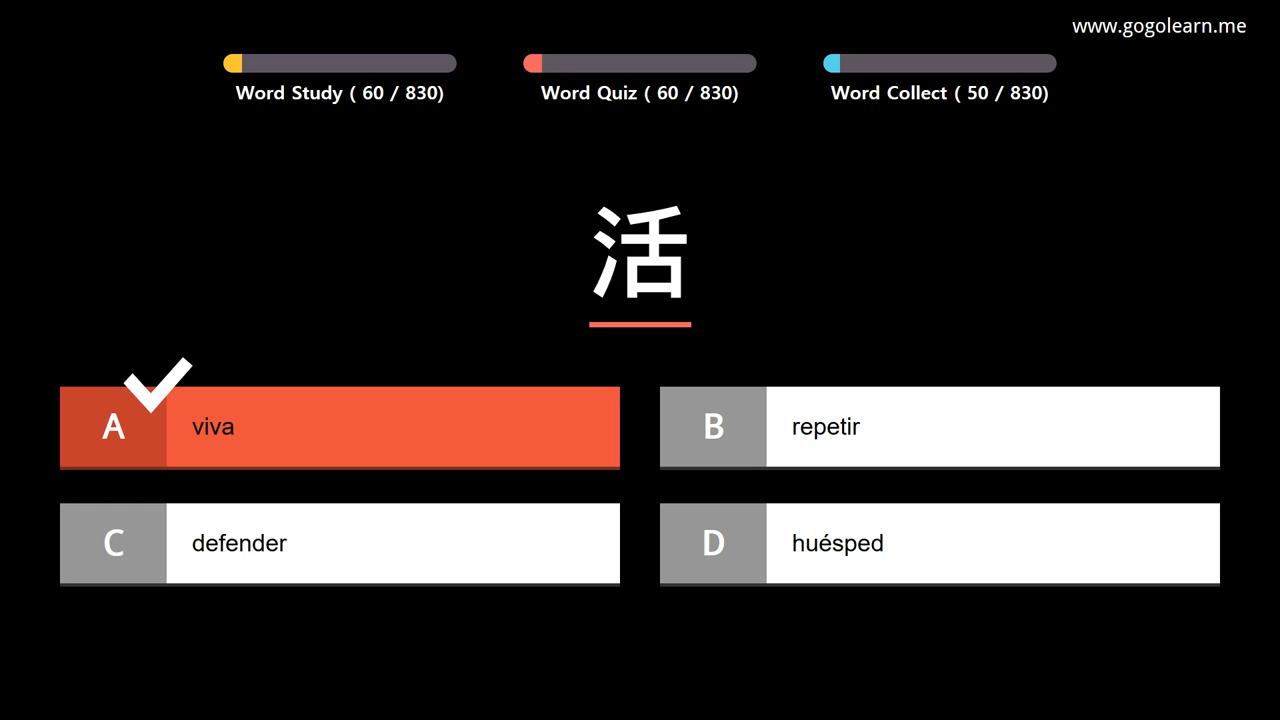 www.gogolearn.me
Word Study ( 60 / 830)
Word Quiz ( 60 / 830)
Word Collect ( 50 / 830)
活
A viva
B repetir
C defender
D huésped